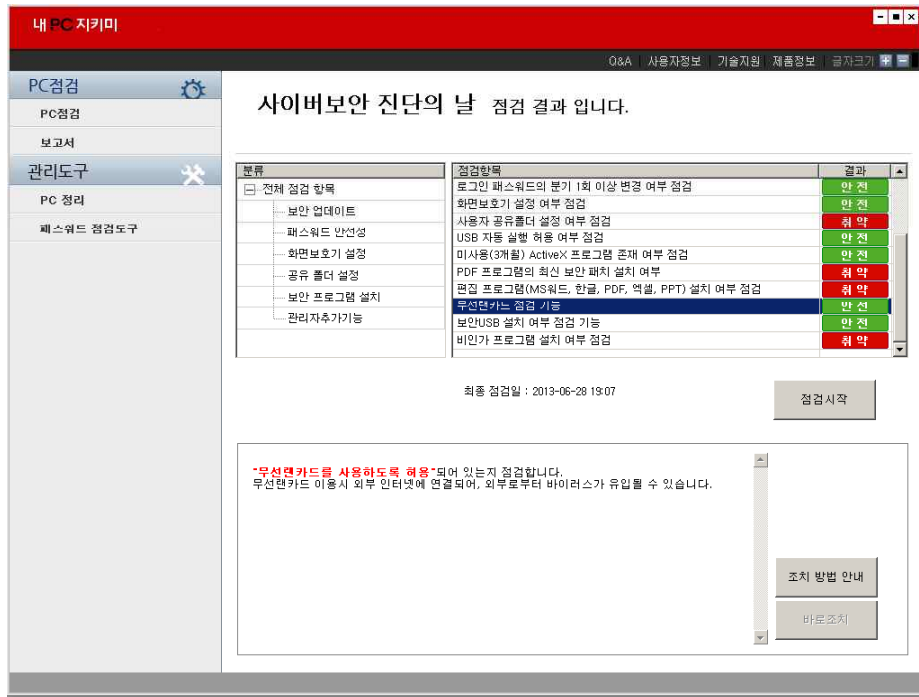 내PC지키미
Q&A 사용자정보 기술지원 제품정보 글자크기
PC점검
PC점검
보고서
관리도구
PC 정리
패스워드 점검도구
사이버보안 진단의 날 점검 결과 입니다.
분류
전체 점검 항목
보안 업데이트
패스워드 안전성
화면보호기 설정
공유 폴더 설정
보안 프로그램 설치
관리자추가기능
점검항목 결과
로그인 패스워드의 분기 1회 이상 변경 여부 점검 안 전
화면보호기 설정 여부 점검 안 전
사용자 공유폴더 설정 여부 점검 취 약
USB 자동 실행 허용 여부 점검 안 전
미사용(3개월) ActiveX 프로그램 존재 여부 점검 안 전
PDF 프로그램의 최신 보안 패치 설치 여부 취 약
편집 프로그램(MS워드, 한글, PDF, 엑셀, PPT) 설치 여부 점검 취 약
무선랜카드 점검 기능 안 전
보안USB 설치 여부 점검 기능 안 전
비인가 프로그램 설치 여부 점검 취 약
최종 점검일 : 2013-06-28 19:07
점검시작
"무선랜카드를 사용하도록 허용"되어 있는지 점검합니다.
무선랜카드 이용시 외부 인터넷에 연결되어, 외부로부터 바이러스가 유입될 수 있습니다.
조치 방법 안내
바로조치